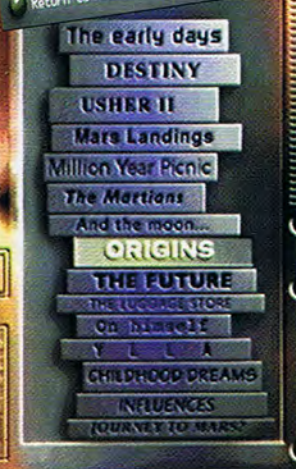 Return
The early days
DESTINY
USHER II
Mars Landings
Million Year Picnic
The Martians
And the moon...
ORIGINS
THE FUTURE
THE LUGGAGE STORE
On himself
Y L L A
CHILDHOOD DREAMS
INFLUENCES
JOURNEY TO MARS?